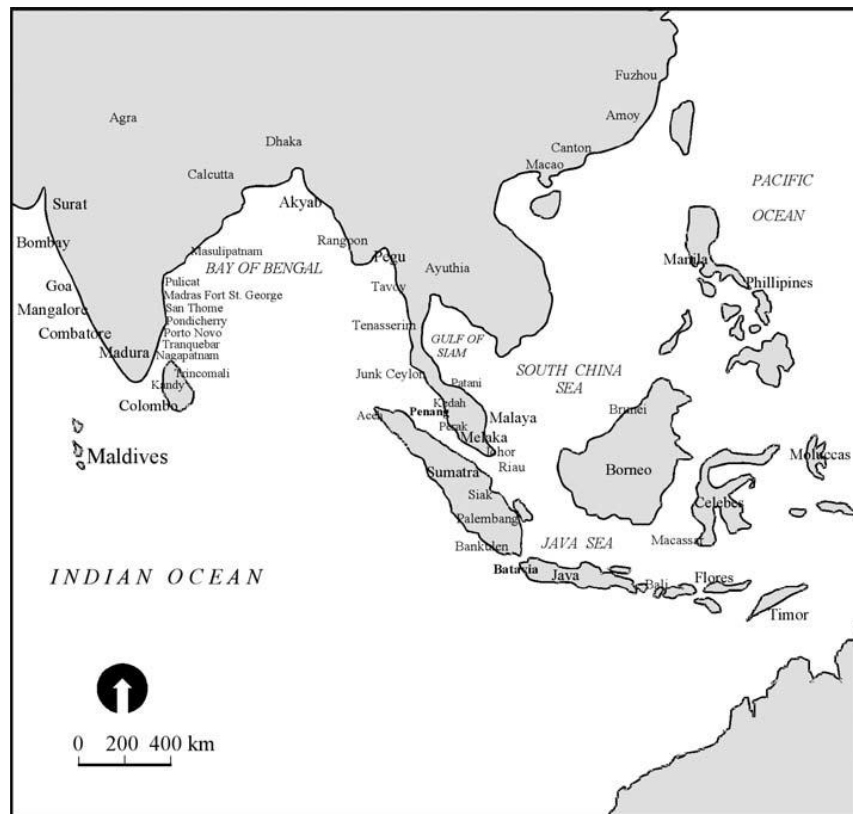 Fuzhou
Agra
Amoy
Dhaka
Canton
Macao
Calcutta
PACIFIC
OCEAN
Surat
Akyab
Bombay
Rangoon
Masulipatnam
Pegu
Manila
BAY OF BENGAL
Ayuthia
Goa
Pulicat
Tavoy
Phillipines
Madras Fort St. George
Mangalore
San Thome
Pondicherry
Tenasserim
Combatore
Porto Novo
Tranquebar
GULF OF
SIAM
Madura
Nagapatnam
Trincomali
Junk Ceylon
SOUTH CHINA
SEA
Kandy
Patani
Colombo
Kedah
Penang
Aceh
Brunei
Malaya
Perak
Melaka
Johor
Maldives
Moluccas
Riau
Sumatra
Borneo
Siak
Celebes
Palembang
Macassar
JAVA SEA
Bankulen
Batavia
Java
INDIAN OCEAN
Flores
Bali
Timor
0 200 400 km